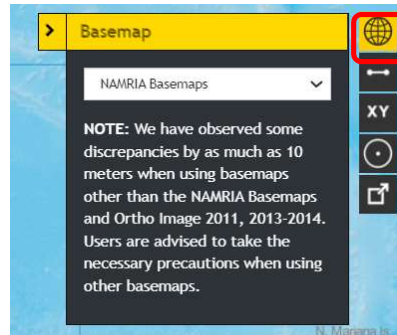 Basemap
NAMRIA Basemaps
XY
NOTE: We have observed some
discrepancies by as much as 10
meters when using basemaps
other than the NAMRIA Basemaps
and Ortho Image 2011, 2013-2014.
Users are advised to take the
necessary precautions when using
other basemaps.
N. Mariana Is.